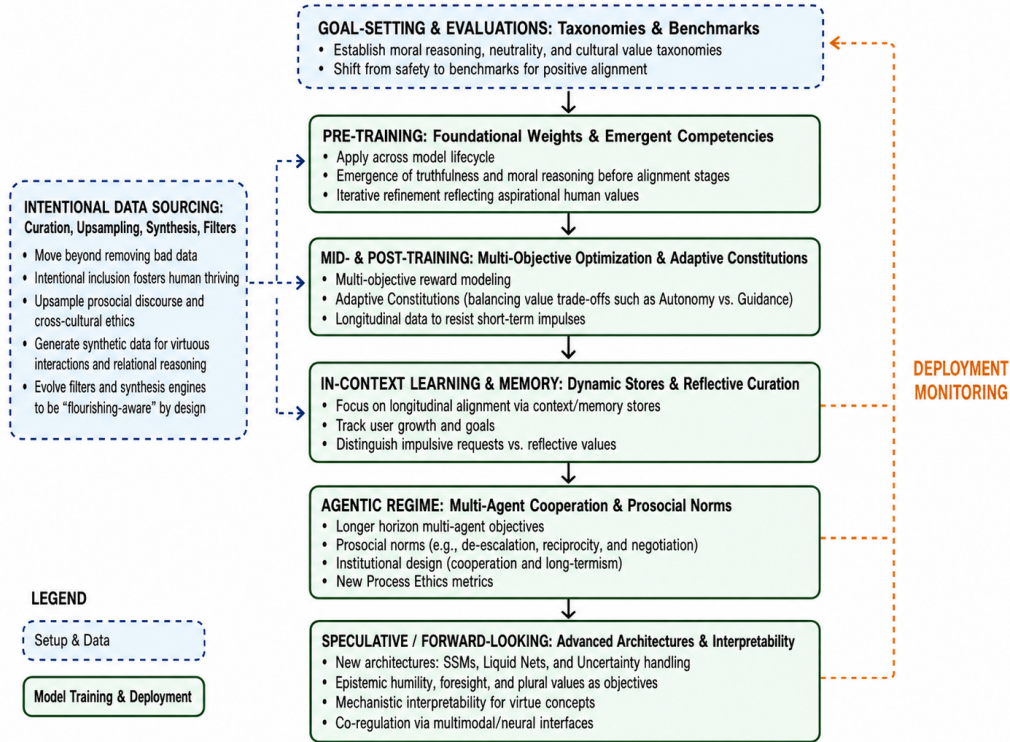 GOAL-SETTING & EVALUATIONS: Taxonomies & Benchmarks
• Establish moral reasoning, neutrality, and cultural value taxonomies
• Shift from safety to benchmarks for positive alignment
PRE-TRAINING: Foundational Weights & Emergent Competencies
• Apply across model lifecycle
• Emergence of truthfulness and moral reasoning before alignment stages
• Iterative refinement reflecting aspirational human values
INTENTIONAL DATA SOURCING:
Curation, Upsampling, Synthesis, Filters
• Move beyond removing bad data
• Intentional inclusion fosters human thriving
• Upsample prosocial discourse and
cross-cultural ethics
• Generate synthetic data for virtuous
interactions and relational reasoning
• Evolve filters and synthesis engines
to be “flourishing-aware” by design
MID- & POST-TRAINING: Multi-Objective Optimization & Adaptive Constitutions
• Multi-objective reward modeling
• Adaptive Constitutions (balancing value trade-offs such as Autonomy vs. Guidance)
• Longitudinal data to resist short-term impulses
IN-CONTEXT LEARNING & MEMORY: Dynamic Stores & Reflective Curation
• Focus on longitudinal alignment via context/memory stores
• Track user growth and goals
• Distinguish impulsive requests vs. reflective values
DEPLOYMENT
MONITORING
AGENTIC REGIME: Multi-Agent Cooperation & Prosocial Norms
• Longer horizon multi-agent objectives
• Prosocial norms (e.g., de-escalation, reciprocity, and negotiation)
• Institutional design (cooperation and long-termism)
• New Process Ethics metrics
SPECULATIVE / FORWARD-LOOKING: Advanced Architectures & Interpretability
• New architectures: SSMs, Liquid Nets, and Uncertainty handling
• Epistemic humility, foresight, and plural values as objectives
• Mechanistic interpretability for virtue concepts
• Co-regulation via multimodal/neural interfaces
LEGEND
Setup & Data
Model Training & Deployment